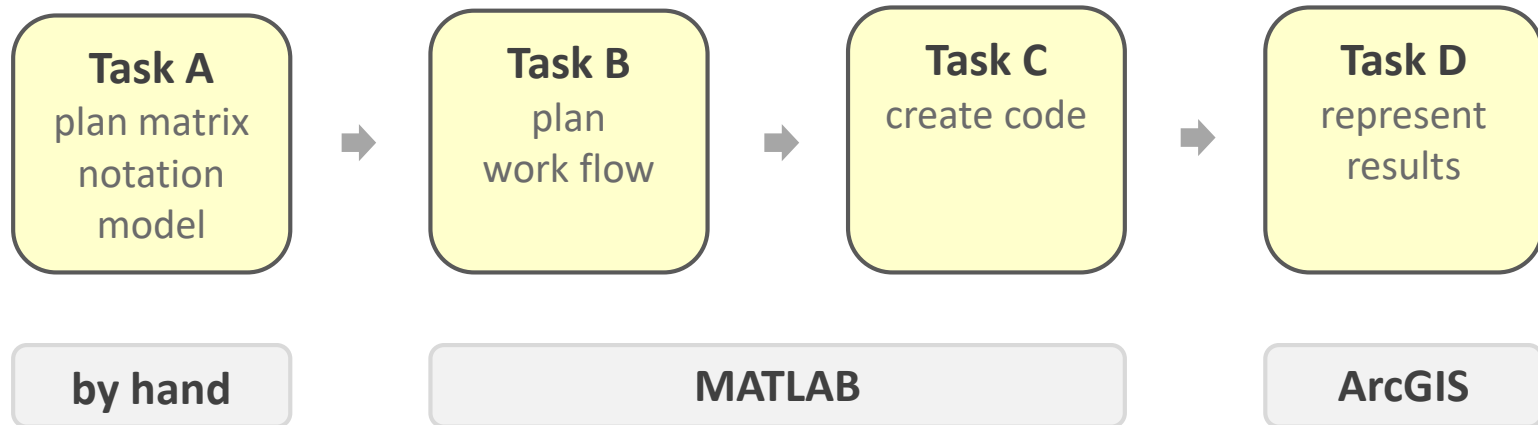 Task A
plan matrix
notation
model
Task B
plan
work flow
Task C
create code
Task D
represent
results
by hand
MATLAB
ArcGIS